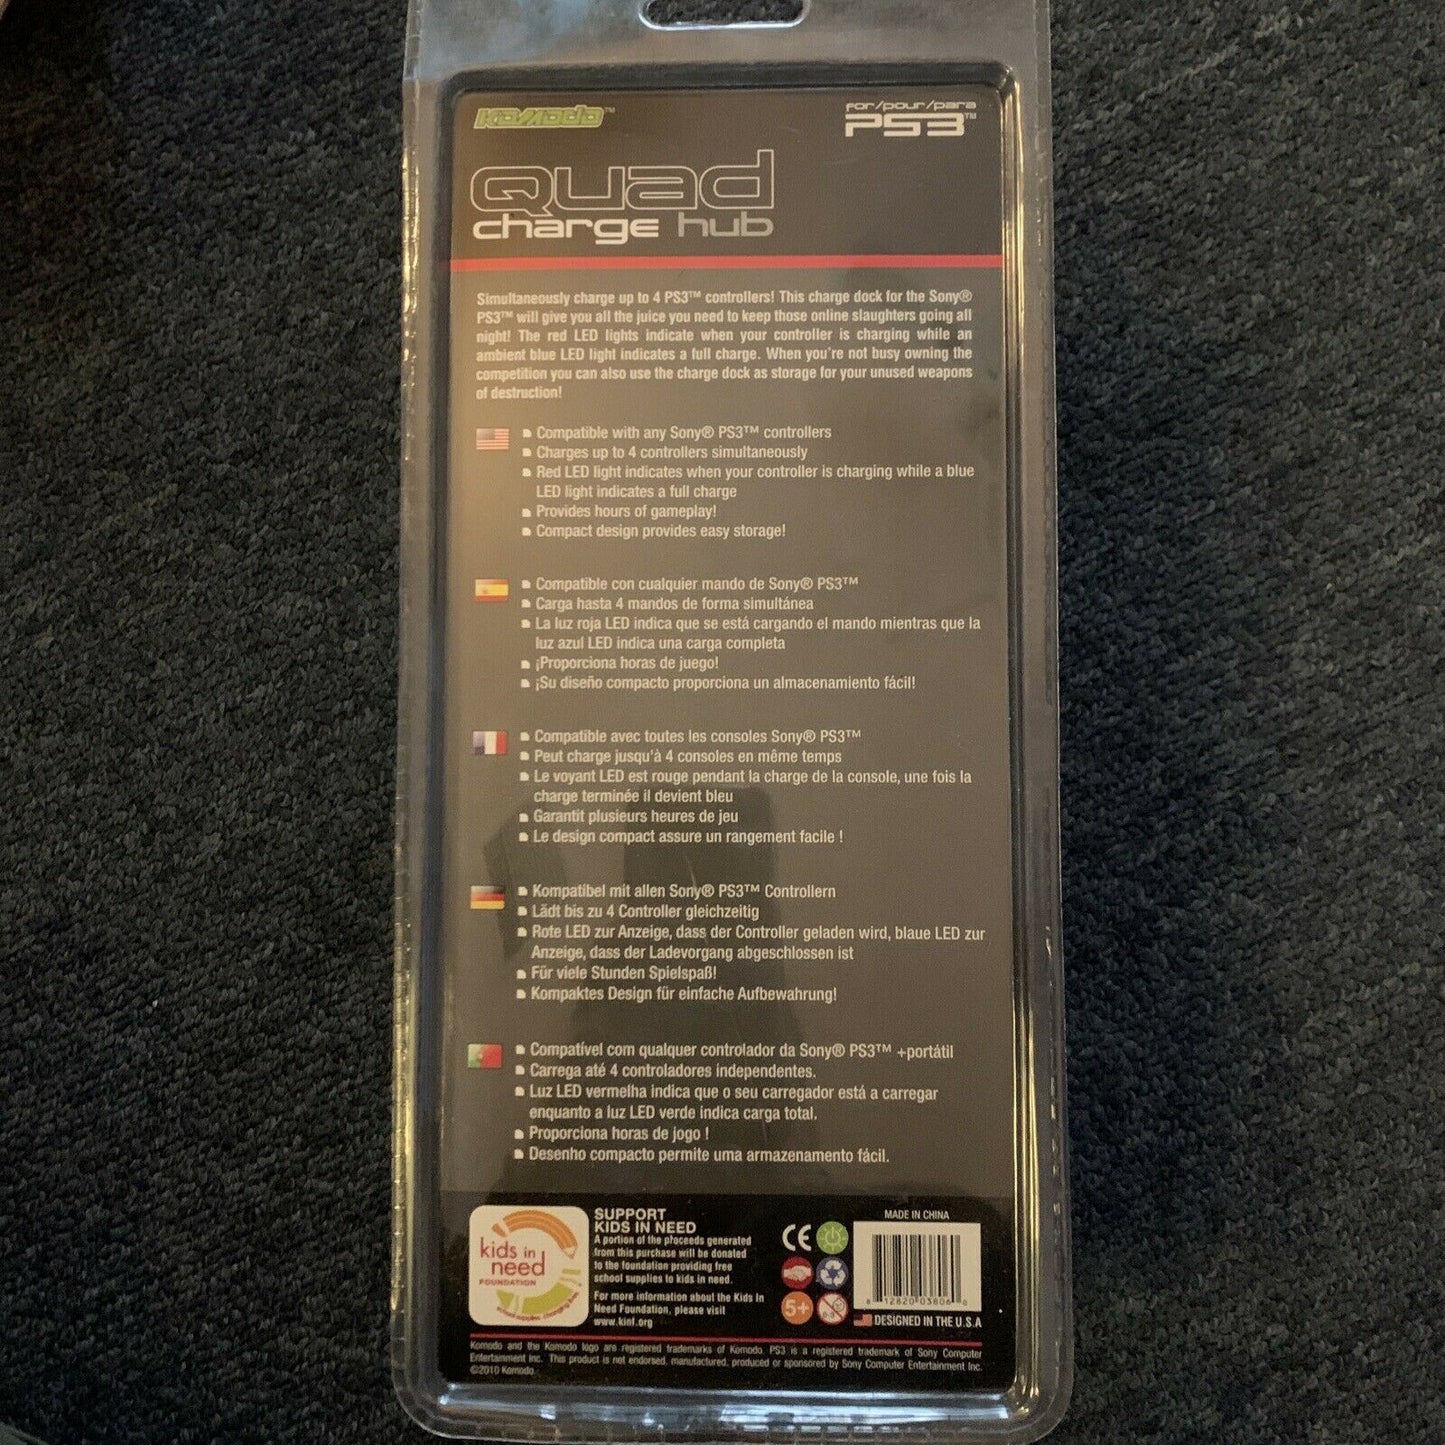 Komodo™
for/pour/para
PS3™
Quad
charge hub
Simultaneously charge up to 4 PS3™ controllers! This charge dock for the Sony®
PS3™ will give you all the juice you need to keep those online slaughters going all
night! The red LED lights indicate when your controller is charging while an
ambient blue LED light indicates a full charge. When you're not busy owning the
competition you can also use the charge dock as storage for your unused weapons
of destruction!
Compatible with any Sony® PS3™ controllers
Charges up to 4 controllers simultaneously
Red LED light indicates when your controller is charging while a blue
LED light indicates a full charge
Provides hours of gameplay!
Compact design provides easy storage!
Compatible con cualquier mando de Sony® PS3™
Carga hasta 4 mandos de forma simultánea
La luz roja LED indica que se está cargando el mando mientras que la
luz azul LED indica una carga completa
¡Proporciona horas de juego!
¡Su diseño compacto proporciona un almacenamiento fácil!
Compatible avec toutes les consoles Sony® PS3™
Peut charge jusqu'à 4 consoles en même temps
Le voyant LED est rouge pendant la charge de la console, une fois la
charge terminée il devient bleu
Garantit plusieurs heures de jeu
Le design compact assure un rangement facile !
Kompatibel mit allen Sony® PS3™ Controllern
Lädt bis zu 4 Controller gleichzeitig
Rote LED zur Anzeige, dass der Controller geladen wird, blaue LED zur
Anzeige, dass der Ladevorgang abgeschlossen ist
Für viele Stunden Spielspaß!
Kompaktes Design für einfache Aufbewahrung!
Compatível com qualquer controlador da Sony® PS3™ +portátil
Carrega até 4 controladores independentes.
Luz LED vermelha indica que o seu carregador está a carregar
enquanto a luz LED verde indica carga total.
Proporciona horas de jogo !
Desenho compacto permite uma armazenamento fácil.
kids in
need
FOUNDATION
SUPPORT
KIDS IN NEED
A portion of the proceeds generated
from this purchase will be donated
to the foundation providing free
school supplies to kids in need.
For more information about the Kids In
Need Foundation, please visit
www.kinf.org
CE
5+
MADE IN CHINA
8 12820 03806 8
DESIGNED IN THE U.S.A
Komodo and the Komodo logo are registered trademarks of Komodo. PS3 is a registered trademark of Sony Computer
Entertainment Inc. This product is not endorsed, manufactured, produced or sponsored by Sony Computer Entertainment Inc.
©2010 Komodo